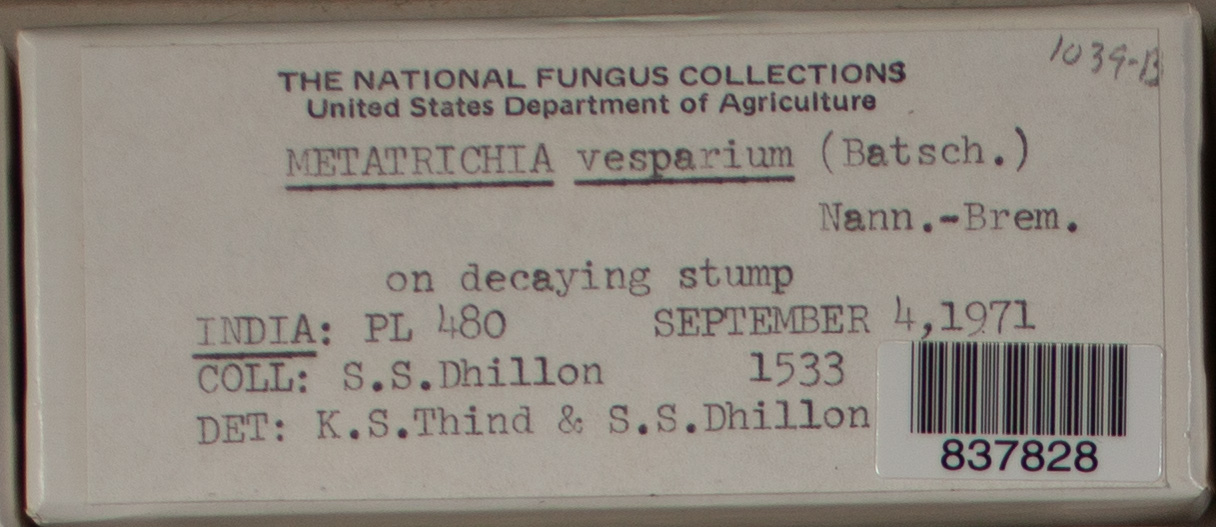 1039-B
THE NATIONAL FUNGUS COLLECTIONS
United States Department of Agriculture
METATRICHIA vesparium (Batsch.)
Nann.-Brem.
on decaying stump
INDIA: PL 480 SEPTEMBER 4,1971
COLL: S.S.Dhillon 1533
DET: K.S.Thind & S.S.Dhillon
837828